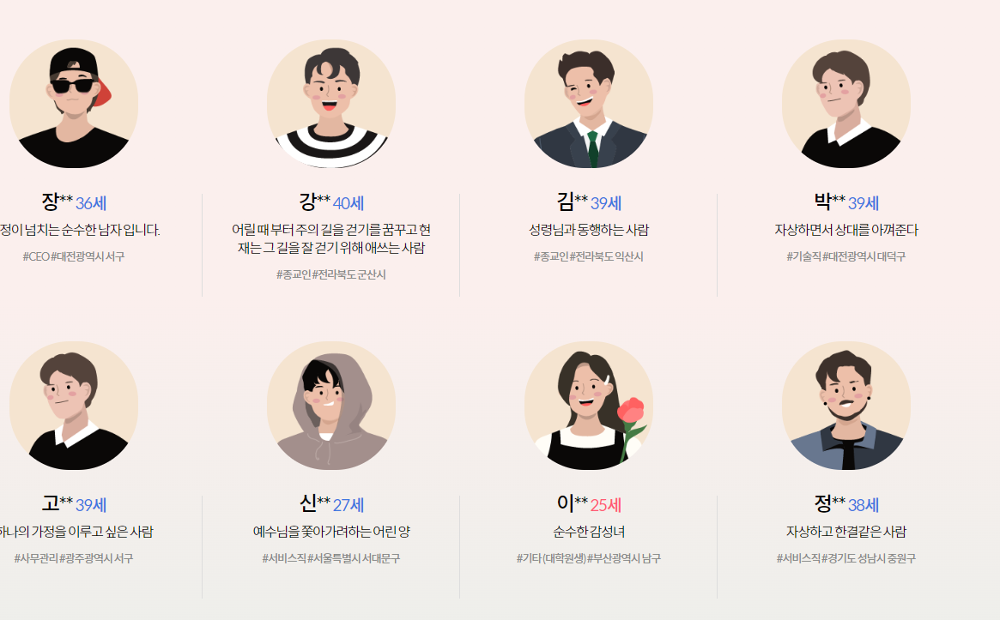 장** 36세
강** 40세
김** 39세
박** 39세
정이 넘치는 순수한 남자 입니다.
어릴 때 부터 주의 길을 걷기를 꿈꾸고 현
재는 그 길을 잘 걷기 위해 애쓰는 사람
성령님과 동행하는 사람
자상하면서 상대를 아껴준다
#CEO #대전광역시 서구
#종교인 #전라북도 군산시
#종교인 #전라북도 익산시
#기술직 #대전광역시 대덕구
고** 39세
신** 27세
이** 25세
정** 38세
하나의 가정을 이루고 싶은 사람
예수님을 쫓아가려하는 어린 양
순수한 감성녀
자상하고 한결같은 사람
#사무관리 #광주광역시 서구
#서비스직 #서울특별시 서대문구
#기타(대학원생) #부산광역시 남구
#서비스직 #경기도 성남시 중원구